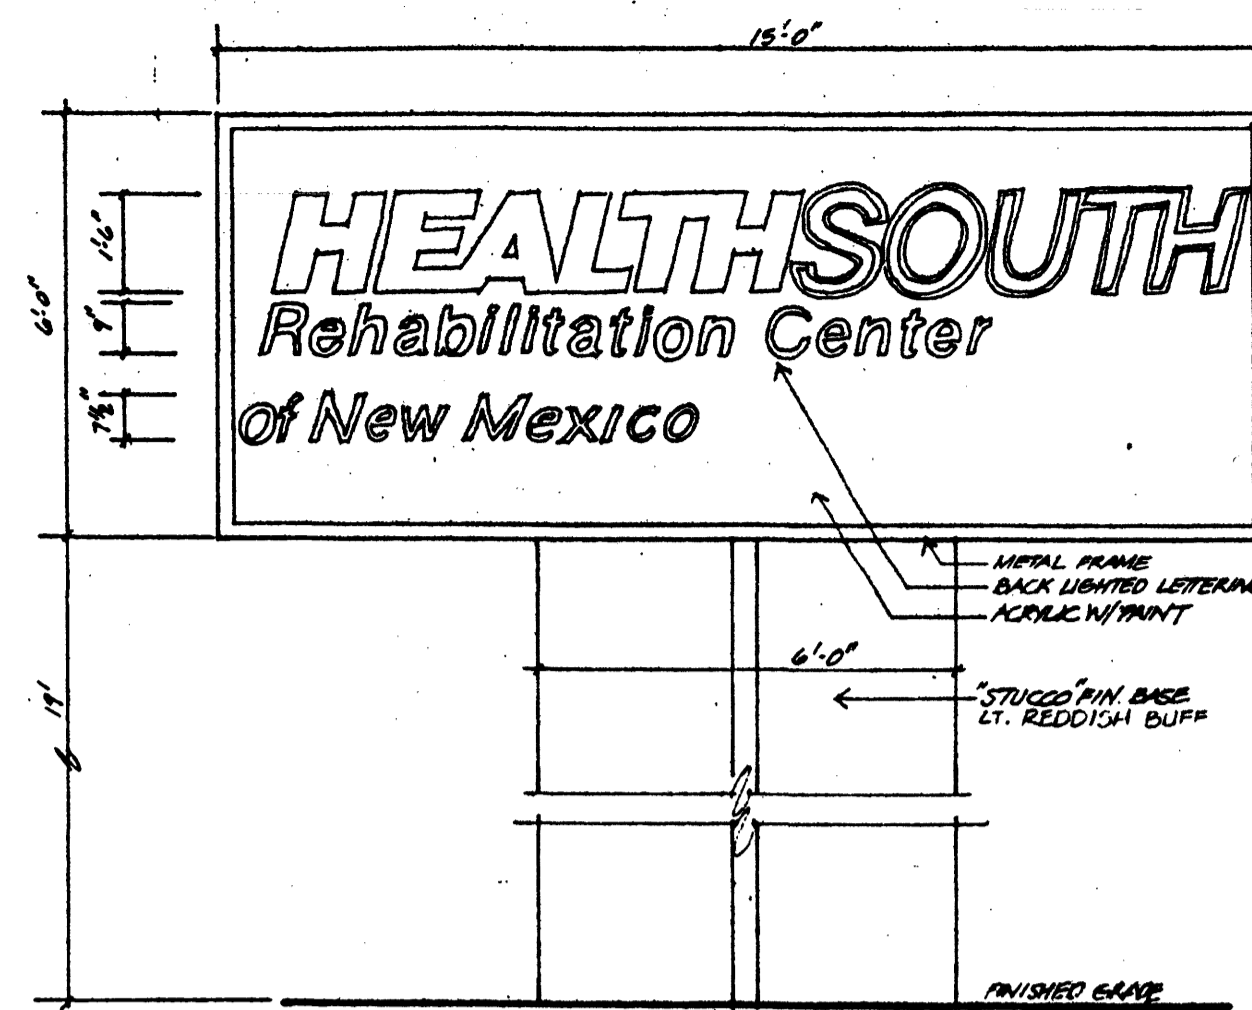 15'-0"
HEALTHSOUTH
1'-6"
6'-0"
9"
Rehabilitation Center
7½"
of New Mexico
METAL FRAME
BACK LIGHTED LETTERING
ACRYLIC W/PAINT
6'-0"
"STUCCO" FIN. BASE
LT. REDDISH BUFF
19'
FINISHED GRADE